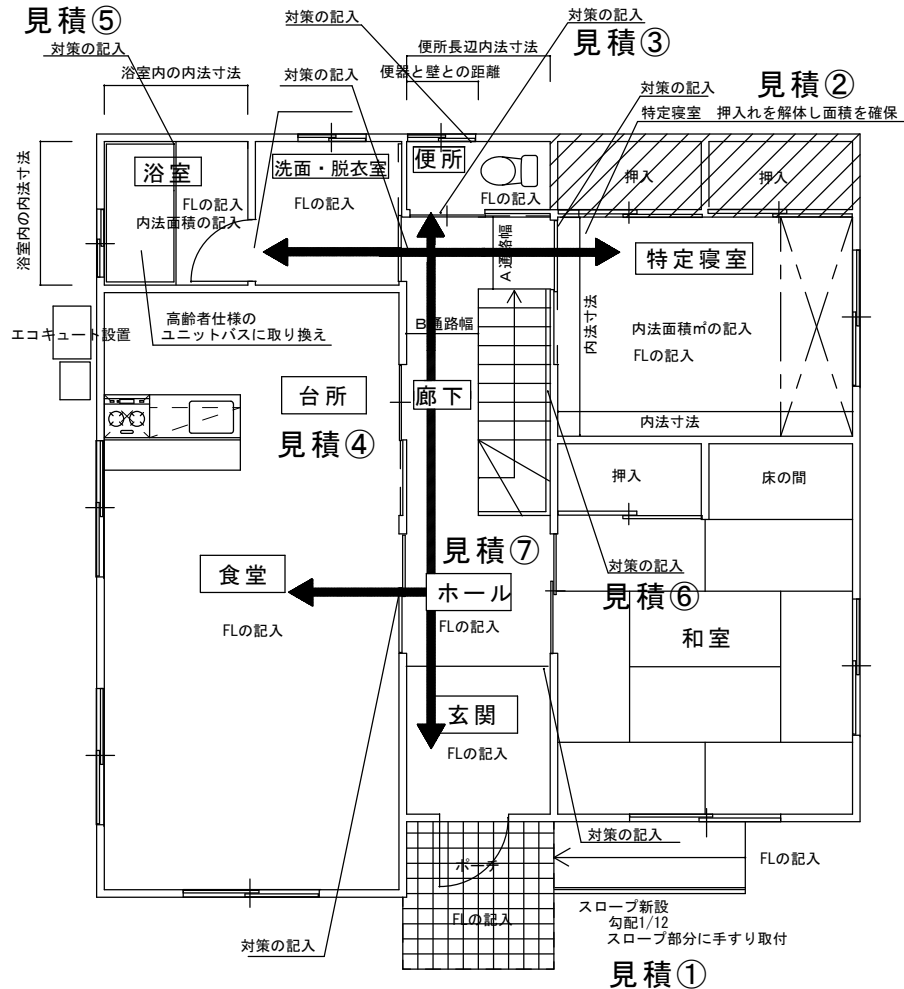 見積⑤
対策の記入
対策の記入
対策の記入
見積③
便所長辺内法寸法
浴室内の内法寸法
対策の記入
便器と壁との距離
見積②
対策の記入
特定寝室 押入れを解体し面積を確保
浴室内の内法寸法
浴室
FLの記入
内法面積の記入
洗面・脱衣室
FLの記入
便所
FLの記入
押入
押入
A通路幅
特定寝室
内法寸法
内法面積㎡の記入
FLの記入
内法寸法
高齢者仕様の
ユニットバスに取り換え
エコキュート設置
B通路幅
台所
見積④
廊下
押入
床の間
見積⑦
対策の記入
見積⑥
食堂
FLの記入
ホール
FLの記入
和室
玄関
FLの記入
対策の記入
ポーチ
FLの記入
FLの記入
対策の記入
スロープ新設
勾配1/12
スロープ部分に手すり取付
見積①